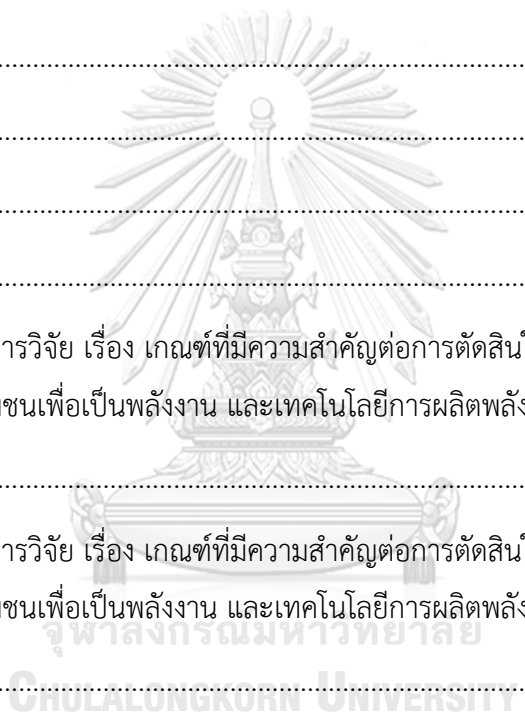 ................................................................................
................................................................................
................................................................................
................................................................................
ารวิจัย เรื่อง เกณฑ์ที่มีความสำคัญต่อการตัดสินใ
มชนเพื่อเป็นพลังงาน และเทคโนโลยีการผลิตพลัง
................................................................................
ารวิจัย เรื่อง เกณฑ์ที่มีความสำคัญต่อการตัดสินใ
มชนเพื่อเป็นพลังงาน และเทคโนโลยีการผลิตพลัง
จุฬาลงกรณ์มหาวิทยาลัย
................................................................................
CHULALONGKORN UNIVERSITY